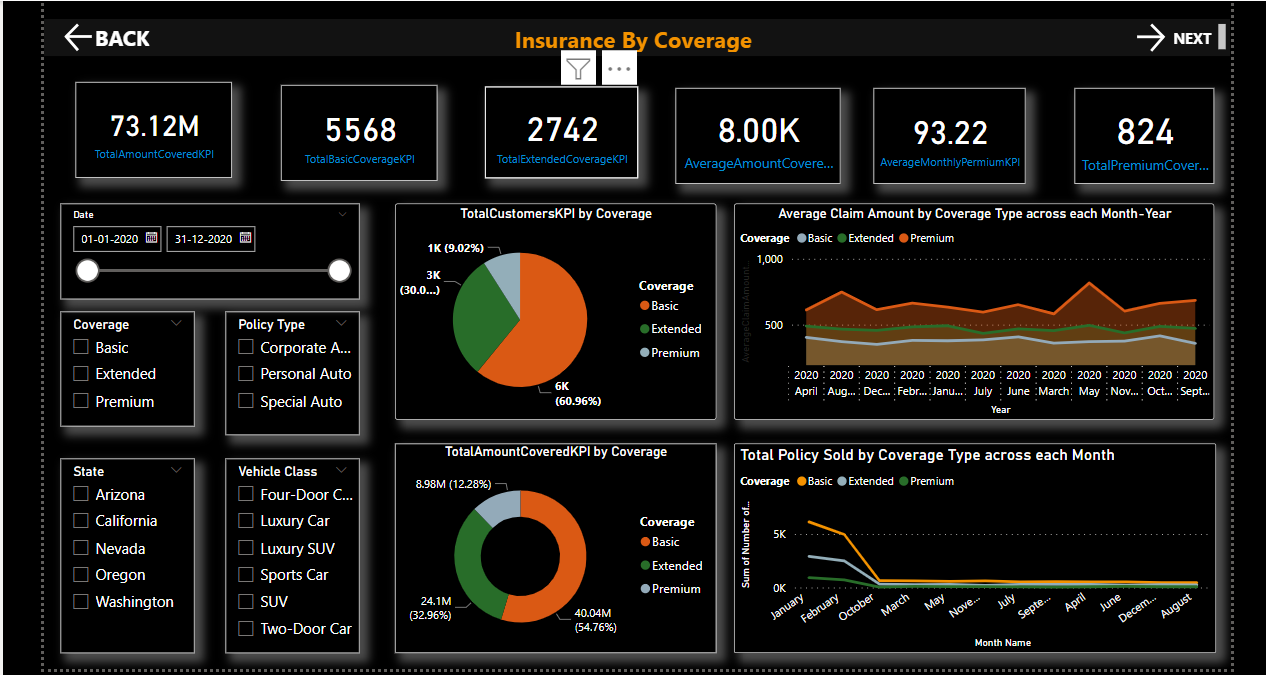 BACK
Insurance By Coverage
NEXT
73.12M
TotalAmountCoveredKPI
5568
TotalBasicCoverageKPI
2742
TotalExtendedCoverageKPI
8.00K
AverageAmountCovere...
93.22
AverageMonthlyPermiumKPI
824
TotalPremiumCover...
Date
01-01-2020 31-12-2020
Coverage
Basic
Extended
Premium
Policy Type
Corporate A...
Personal Auto
Special Auto
State
Arizona
California
Nevada
Oregon
Washington
Vehicle Class
Four-Door C...
Luxury Car
Luxury SUV
Sports Car
SUV
Two-Door Car
TotalCustomersKPI by Coverage
1K (9.02%)
3K
(30.0...)
6K
(60.96%)
Coverage
Basic
Extended
Premium
TotalAmountCoveredKPI by Coverage
8.98M (12.28%)
24.1M
(32.96%)
40.04M
(54.76%)
Coverage
Basic
Extended
Premium
Average Claim Amount by Coverage Type across each Month-Year
Coverage Basic Extended Premium
AverageClaimAmount...
1,000
500
2020 2020 2020 2020 2020 2020 2020 2020 2020 2020 2020 2020
April Aug... Dec... Febr... Janu... July June March May Nov... Oct... Sept...
Year
Total Policy Sold by Coverage Type across each Month
Coverage Basic Extended Premium
Sum of Number of...
5K
0K
January February October March May Nove... July Septe... April June Decem... August
Month Name